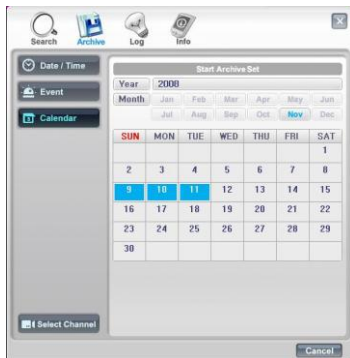 Search Archive Log Info
Date / Time
Event
Calendar
Select Channel
Start Archive Set
Year 2008
Month Jan Feb Mar Apr May Jun
Jul Aug Sep Oct Nov Dec
SUN MON TUE WED THU FRI SAT
1
2 3 4 5 6 7 8
9 10 11 12 13 14 15
16 17 18 19 20 21 22
23 24 25 26 27 28 29
30
Cancel